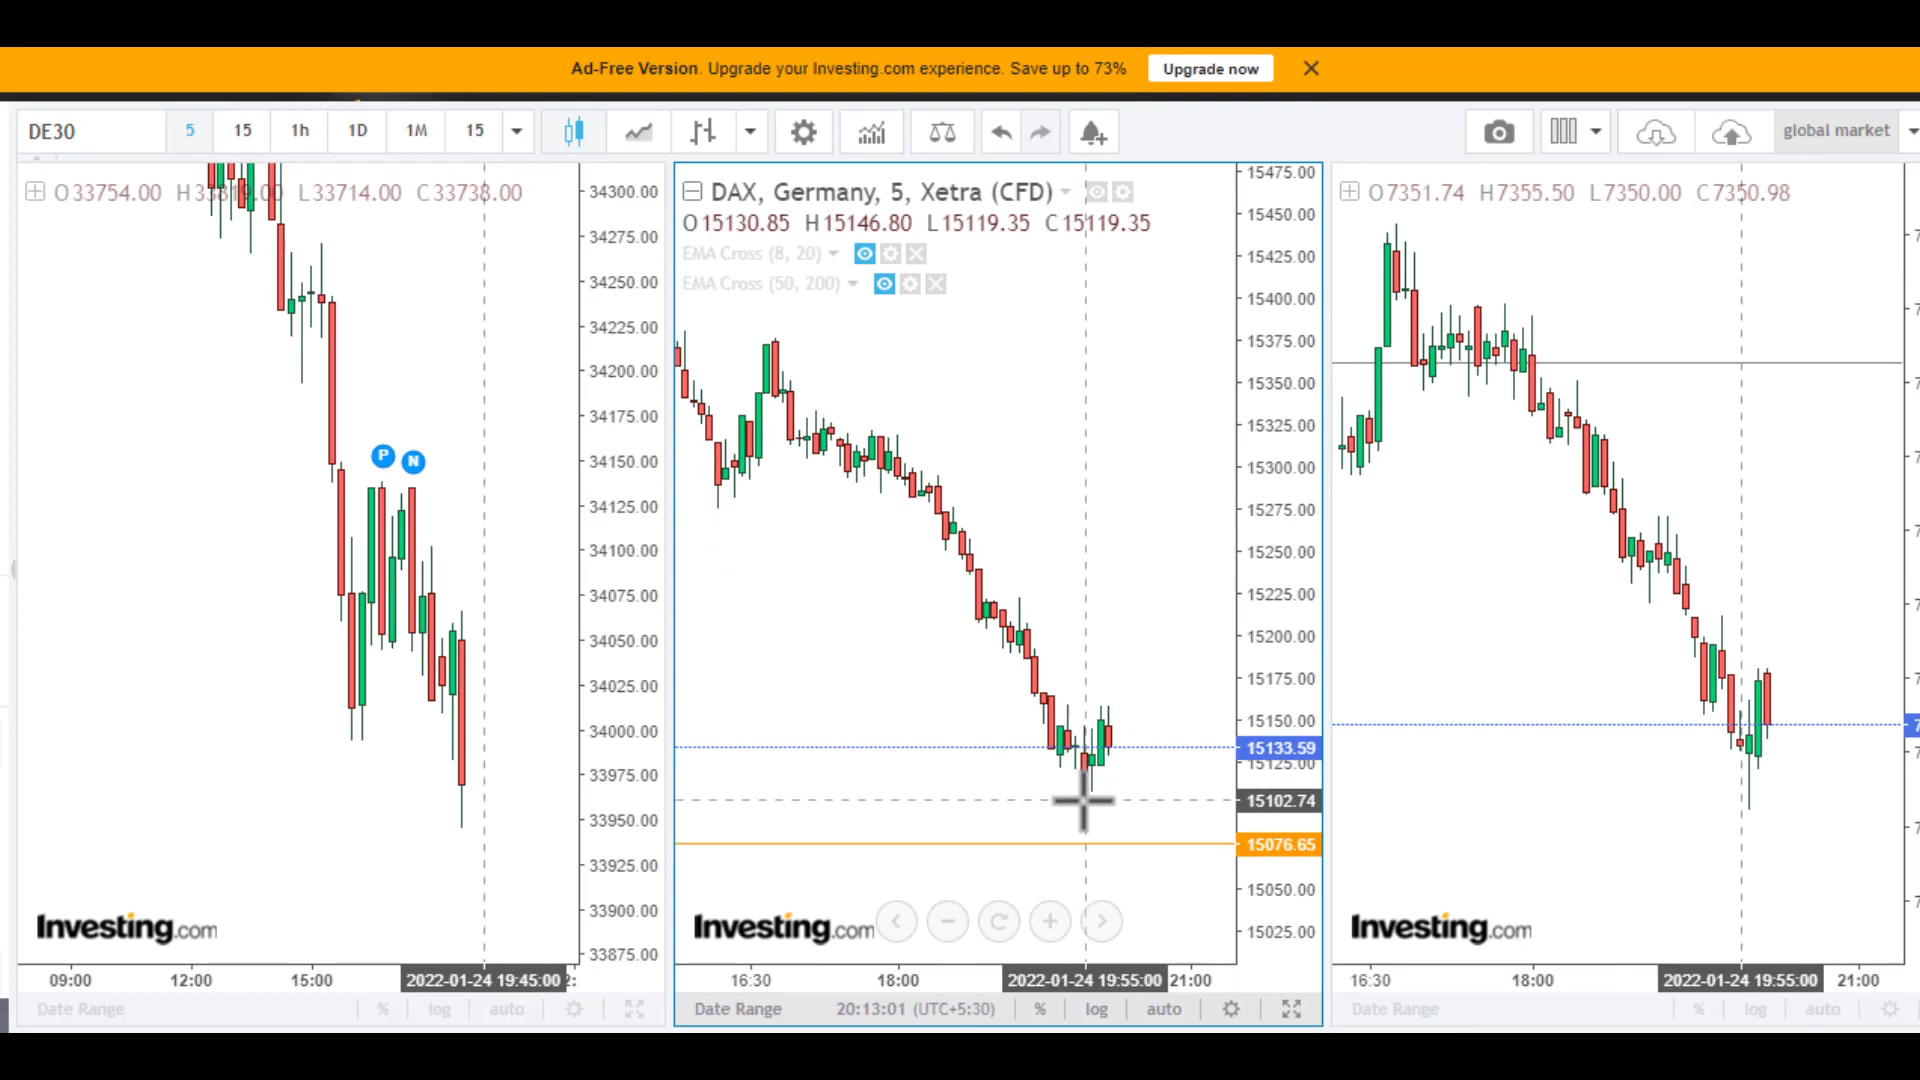 Ad-Free Version. Upgrade your Investing.com experience. Save up to 73% Upgrade now
DE30 5 15 1h 1D 1M 15 global market
O33754.00 H33819.00 L33714.00 C33738.00
34300.00
34275.00
34250.00
34225.00
34200.00
34175.00
34150.00
34125.00
34100.00
34075.00
34050.00
34025.00
34000.00
33975.00
33950.00
33925.00
33900.00
33875.00
P N
Investing.com
09:00 12:00 15:00 2022-01-24 19:45:00
Date Range % log auto
DAX, Germany, 5, Xetra (CFD)
O15130.85 H15146.80 L15119.35 C15119.35
EMA Cross (8, 20)
EMA Cross (50, 200)
15475.00
15450.00
15425.00
15400.00
15375.00
15350.00
15325.00
15300.00
15275.00
15250.00
15225.00
15200.00
15175.00
15150.00
15133.59
15125.00
15102.74
15076.65
15050.00
15025.00
Investing.com
16:30 18:00 2022-01-24 19:55:00 21:00
Date Range 20:13:01 (UTC+5:30) % log auto
O7351.74 H7355.50 L7350.00 C7350.98
Investing.com
16:30 18:00 2022-01-24 19:55:00 21:00
Date Range % log auto